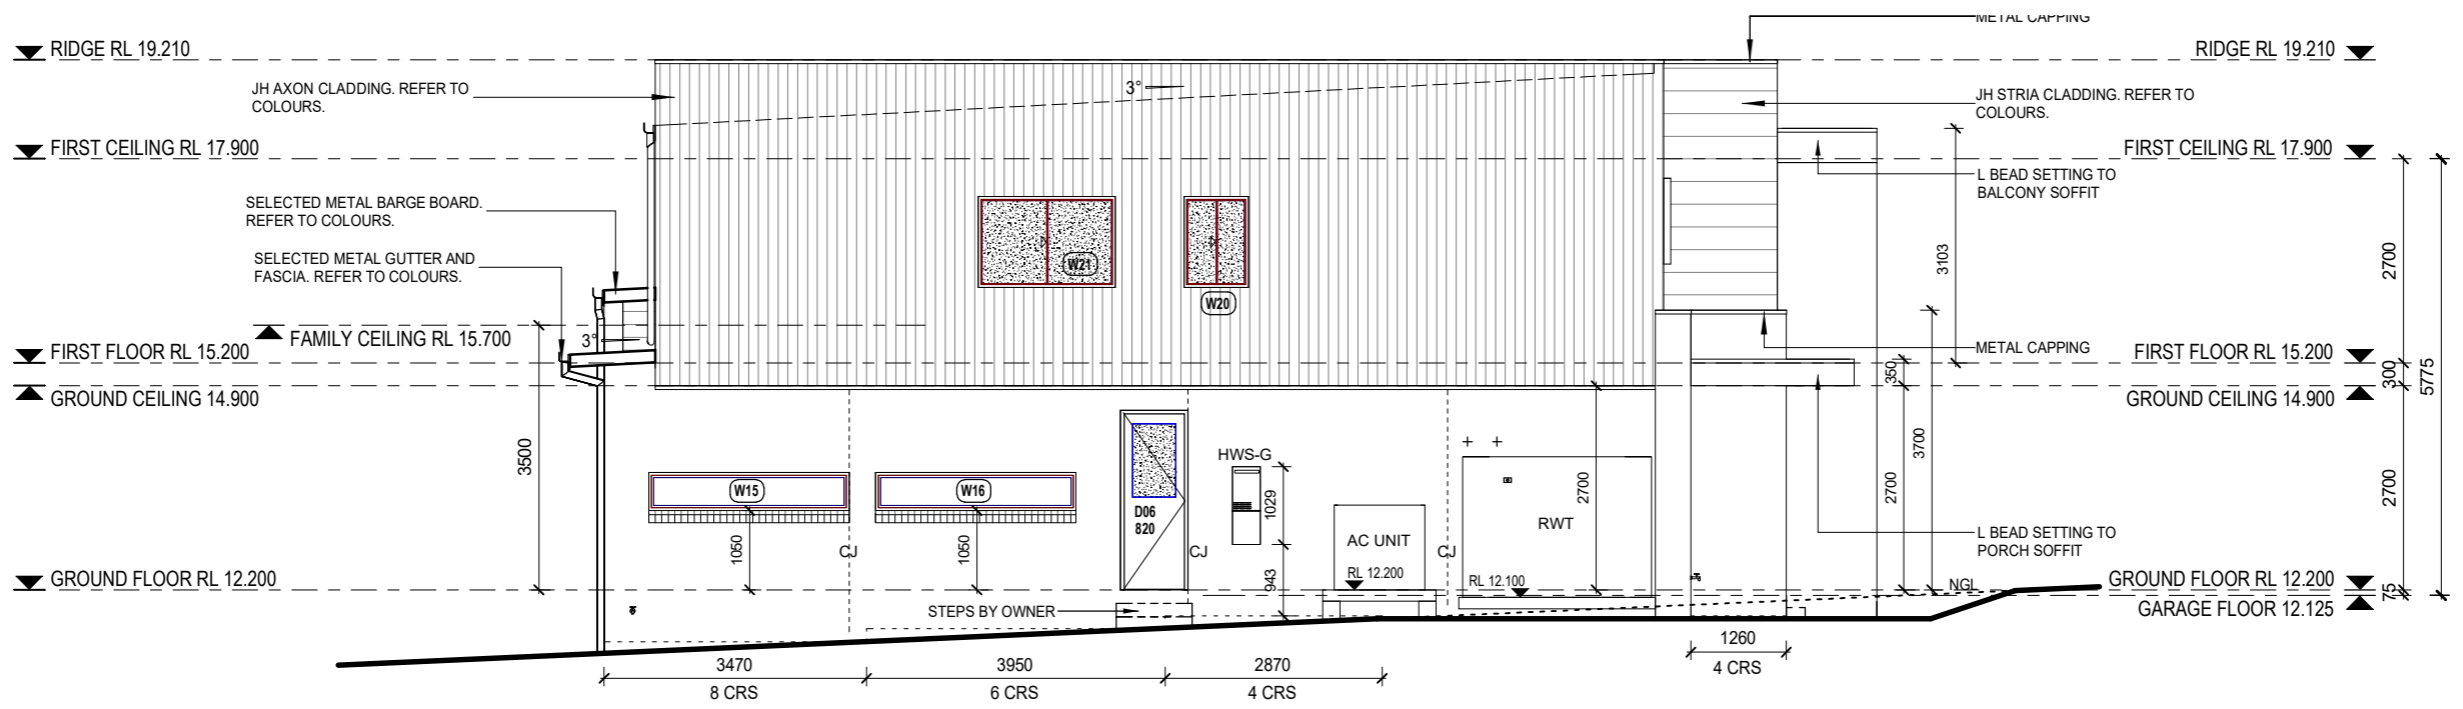 METAL CAPPING
RIDGE RL 19.210
RIDGE RL 19.210
JH AXON CLADDING. REFER TO
COLOURS.
3°
JH STRIA CLADDING. REFER TO
COLOURS.
FIRST CEILING RL 17.900
FIRST CEILING RL 17.900
L BEAD SETTING TO
BALCONY SOFFIT
SELECTED METAL BARGE BOARD.
REFER TO COLOURS.
SELECTED METAL GUTTER AND
FASCIA. REFER TO COLOURS.
W21
W20
3103
2700
FAMILY CEILING RL 15.700
3°
FIRST FLOOR RL 15.200
METAL CAPPING
FIRST FLOOR RL 15.200
350
300
5775
GROUND CEILING 14.900
GROUND CEILING 14.900
3500
3700
2700
2700
2700
HWS-G
1029
W15
W16
D06
820
RWT
AC UNIT
L BEAD SETTING TO
PORCH SOFFIT
1050
1050
CJ
CJ
CJ
943
RL 12.200
RL 12.100
NGL
GROUND FLOOR RL 12.200
GROUND FLOOR RL 12.200
75
STEPS BY OWNER
GARAGE FLOOR 12.125
3470
3950
2870
1260
8 CRS
6 CRS
4 CRS
4 CRS